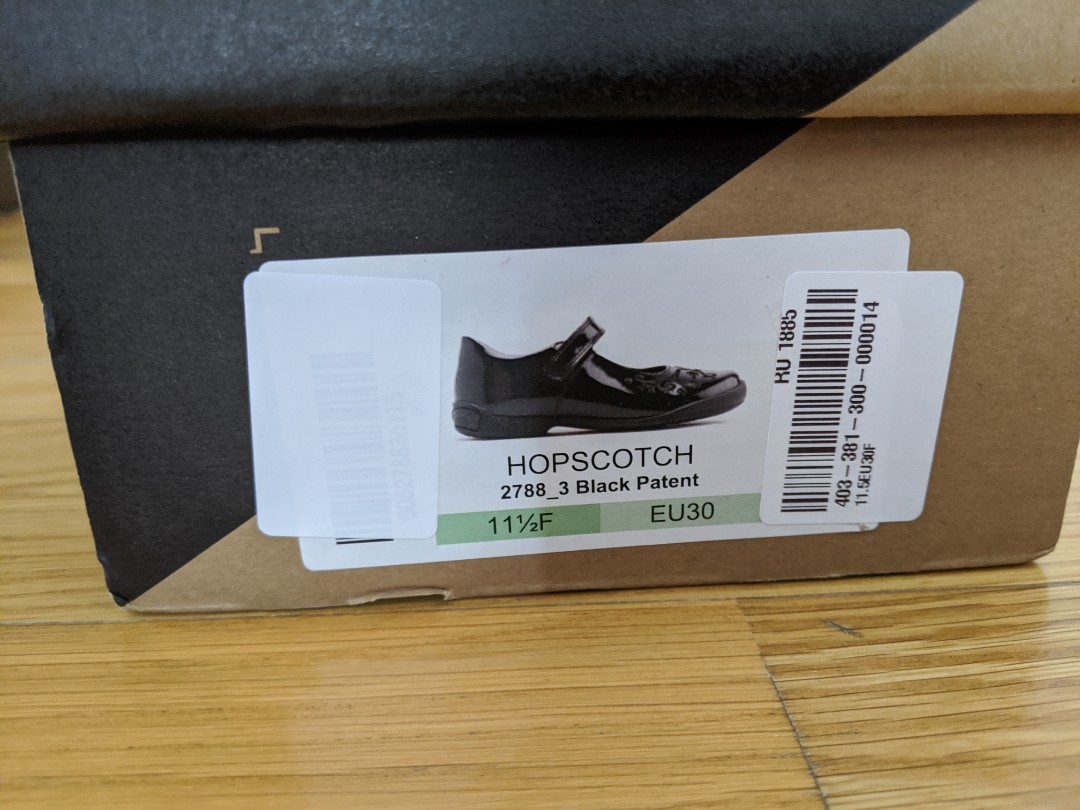 HOPSCOTCH
2788_3 Black Patent
11½F EU30
RU 1885
403-381-300-000014
11.5EU30F